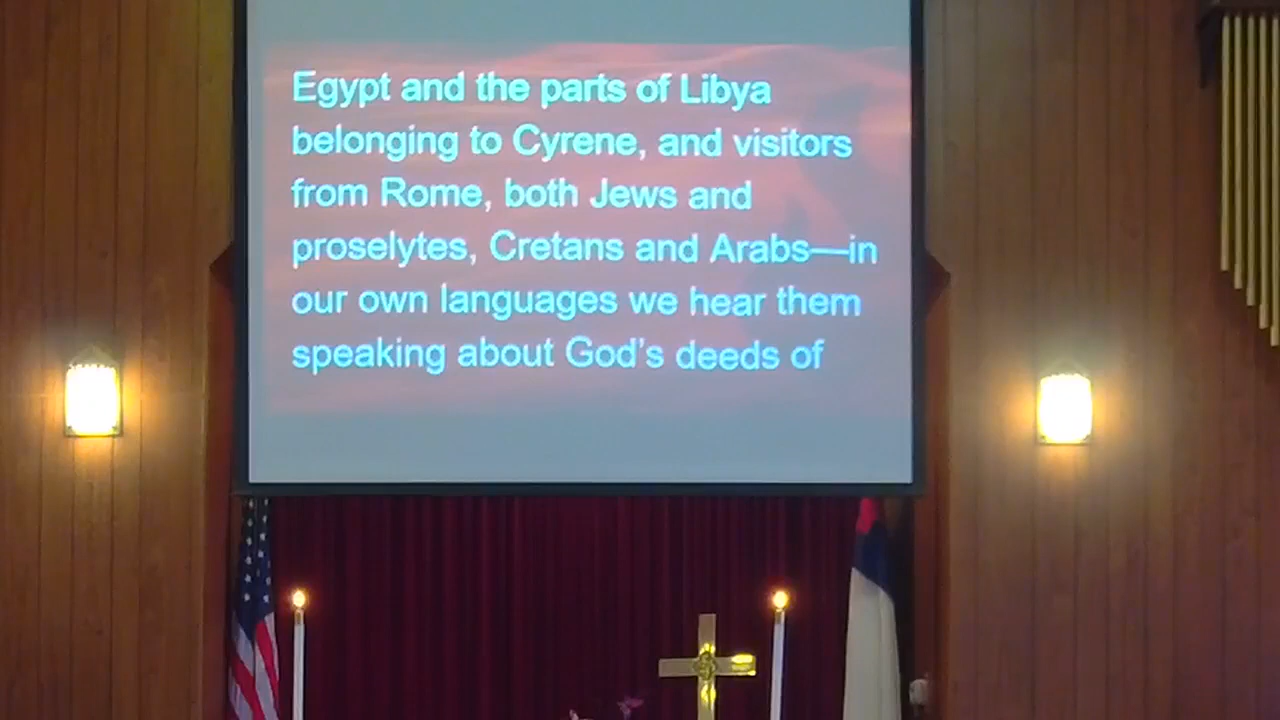 Egypt and the parts of Libya
belonging to Cyrene, and visitors
from Rome, both Jews and
proselytes, Cretans and Arabs—in
our own languages we hear them
speaking about God's deeds of